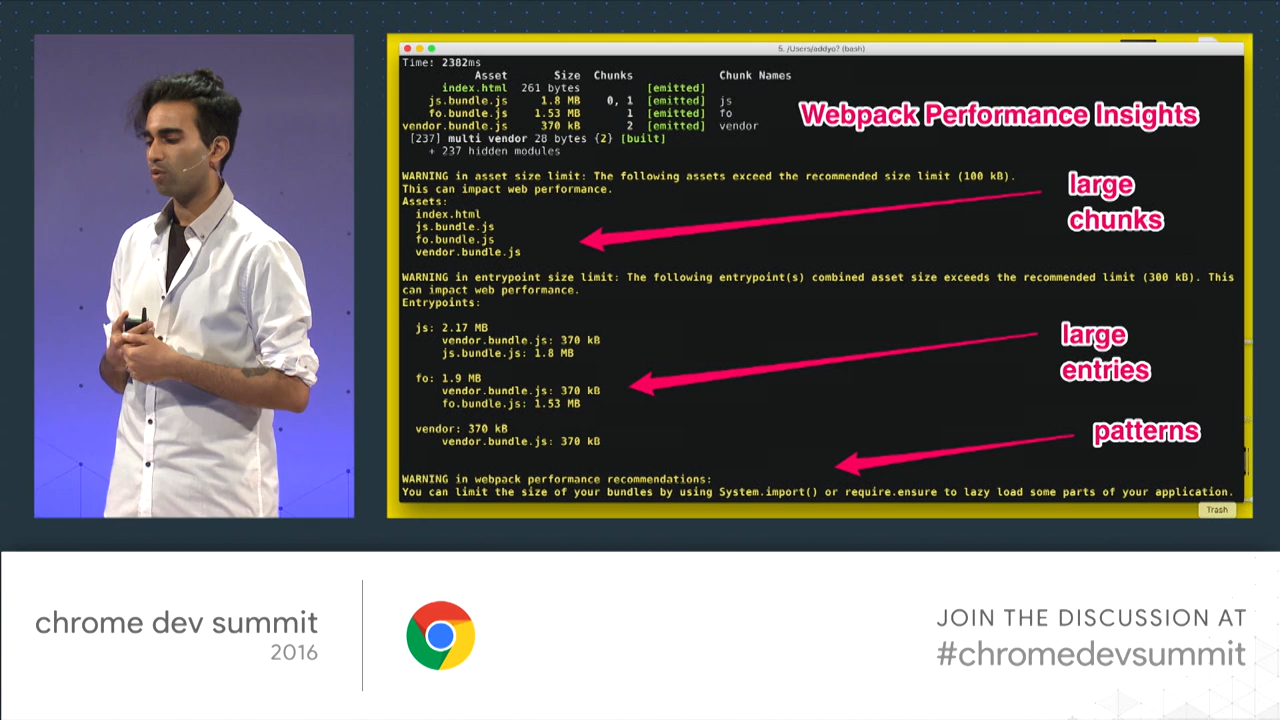 5. /Users/addyo? (bash)
Time: 2382ms
Asset Size Chunks Chunk Names
index.html 261 bytes [emitted]
js.bundle.js 1.8 MB 0, 1 [emitted] js
fo.bundle.js 1.53 MB 1 [emitted] fo
vendor.bundle.js 370 kB 2 [emitted] vendor
[237] multi vendor 28 bytes {2} [built]
+ 237 hidden modules
Webpack Performance Insights
WARNING in asset size limit: The following assets exceed the recommended size limit (100 kB).
This can impact web performance.
Assets:
index.html
js.bundle.js
fo.bundle.js
vendor.bundle.js
large
chunks
WARNING in entrypoint size limit: The following entrypoint(s) combined asset size exceeds the recommended limit (300 kB). This
can impact web performance.
Entrypoints:
js: 2.17 MB
vendor.bundle.js: 370 kB
js.bundle.js: 1.8 MB
large
entries
fo: 1.9 MB
vendor.bundle.js: 370 kB
fo.bundle.js: 1.53 MB
vendor: 370 kB
vendor.bundle.js: 370 kB
patterns
WARNING in webpack performance recommendations:
You can limit the size of your bundles by using System.import() or require.ensure to lazy load some parts of your application.
Trash
chrome dev summit
2016
JOIN THE DISCUSSION AT
#chromedevsummit